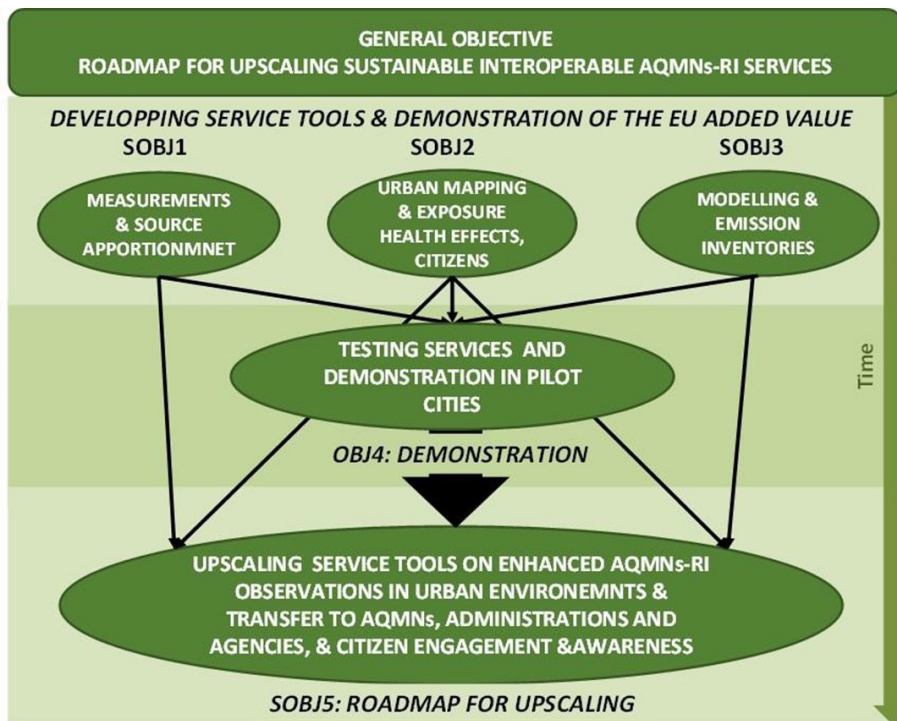 GENERAL OBJECTIVE
ROADMAP FOR UPSCALING SUSTAINABLE INTEROPERABLE AQMNs-RI SERVICES
DEVELOPPING SERVICE TOOLS & DEMONSTRATION OF THE EU ADDED VALUE
SOBJ1
SOBJ2
SOBJ3
MEASUREMENTS
& SOURCE
APPORTIONMNET
URBAN MAPPING
& EXPOSURE
HEALTH EFFECTS,
CITIZENS
MODELLING &
EMISSION
INVENTORIES
TESTING SERVICES AND
DEMONSTRATION IN PILOT
CITIES
Time
OBJ4: DEMONSTRATION
UPSCALING SERVICE TOOLS ON ENHANCED AQMNs-RI
OBSERVATIONS IN URBAN ENVIRONEMNTS &
TRANSFER TO AQMNs, ADMINISTRATIONS AND
AGENCIES, & CITIZEN ENGAGEMENT &AWARENESS
SOBJ5: ROADMAP FOR UPSCALING